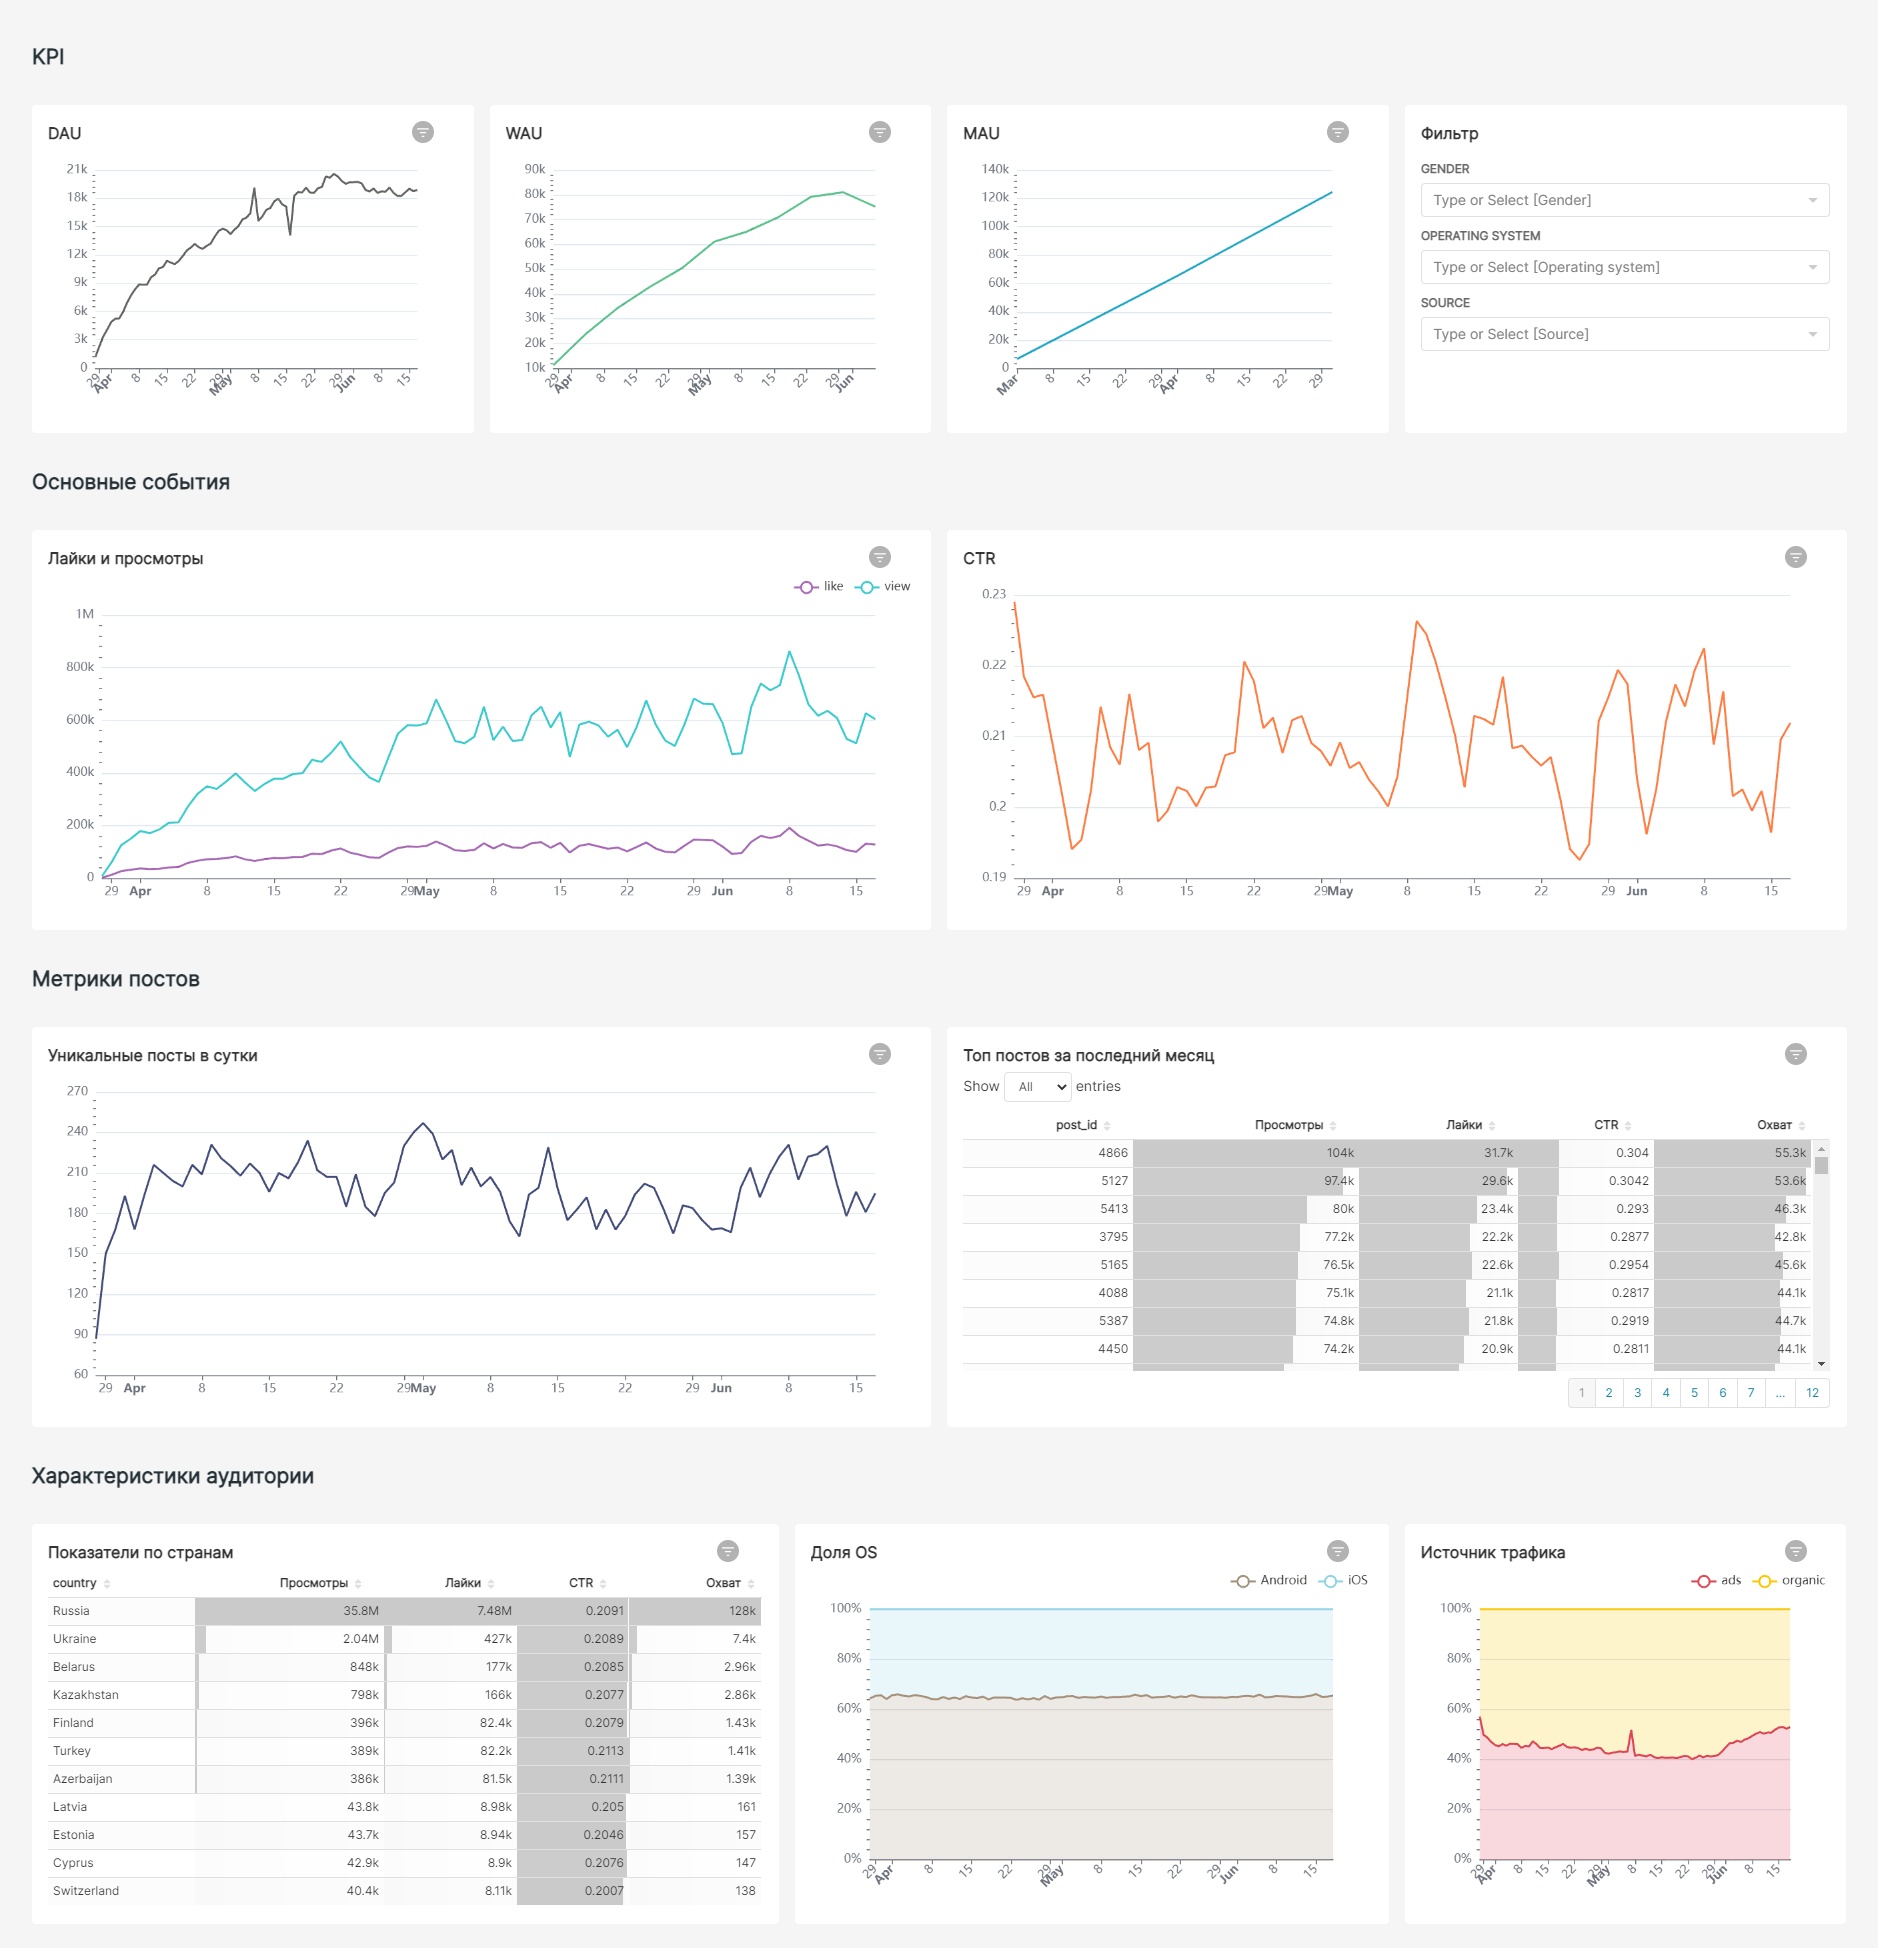 KPI
DAU
21k
18k
15k
12k
9k
6k
3k
0
29 Apr 8 15 22 29 May 8 15 22 29 Jun 8 15
WAU
90k
80k
70k
60k
50k
40k
30k
20k
10k
29 Apr 8 15 22 29 May 8 15 22 29 Jun
MAU
140k
120k
100k
80k
60k
40k
20k
0
Mar 8 15 22 29 Apr 8 15 22 29
Фильтр
GENDER
Type or Select [Gender]
OPERATING SYSTEM
Type or Select [Operating system]
SOURCE
Type or Select [Source]
Основные события
Лайки и просмотры
like view
1M
800k
600k
400k
200k
0
29 Apr 8 15 22 29 May 8 15 22 29 Jun 8 15
CTR
0.23
0.22
0.21
0.2
0.19
29 Apr 8 15 22 29 May 8 15 22 29 Jun 8 15
Метрики постов
Уникальные посты в сутки
270
240
210
180
150
120
90
60
29 Apr 8 15 22 29 May 8 15 22 29 Jun 8 15
Топ постов за последний месяц
Show All entries
post_id Просмотры Лайки CTR Охват
4866 104k 31.7k 0.304 55.3k
5127 97.4k 29.6k 0.3042 53.6k
5413 80k 23.4k 0.293 46.3k
3795 77.2k 22.2k 0.2877 42.8k
5165 76.5k 22.6k 0.2954 45.6k
4088 75.1k 21.1k 0.2817 44.1k
5387 74.8k 21.8k 0.2919 44.7k
4450 74.2k 20.9k 0.2811 44.1k
1 2 3 4 5 6 7 ... 12
Характеристики аудитории
Показатели по странам
country Просмотры Лайки CTR Охват
Russia 35.8M 7.48M 0.2091 128k
Ukraine 2.04M 427k 0.2089 7.4k
Belarus 848k 177k 0.2085 2.96k
Kazakhstan 798k 166k 0.2077 2.86k
Finland 396k 82.4k 0.2079 1.43k
Turkey 389k 82.2k 0.2113 1.41k
Azerbaijan 386k 81.5k 0.2111 1.39k
Latvia 43.8k 8.98k 0.205 161
Estonia 43.7k 8.94k 0.2046 157
Cyprus 42.9k 8.9k 0.2076 147
Switzerland 40.4k 8.11k 0.2007 138
Доля OS
Android iOS
100%
80%
60%
40%
20%
0%
29 Apr 8 15 22 29 May 8 15 22 29 Jun 8 15
Источник трафика
ads organic
100%
80%
60%
40%
20%
0%
29 Apr 8 15 22 29 May 8 15 22 29 Jun 8 15